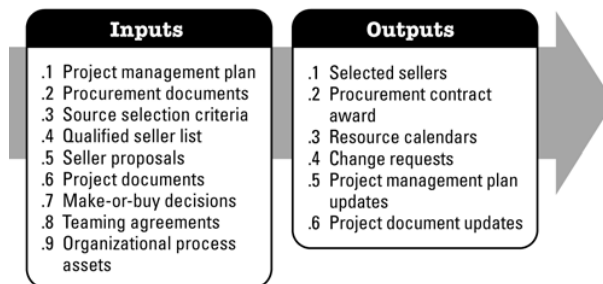 Inputs
.1 Project management plan
.2 Procurement documents
.3 Source selection criteria
.4 Qualified seller list
.5 Seller proposals
.6 Project documents
.7 Make-or-buy decisions
.8 Teaming agreements
.9 Organizational process
assets
Outputs
.1 Selected sellers
.2 Procurement contract
award
.3 Resource calendars
.4 Change requests
.5 Project management plan
updates
.6 Project document updates